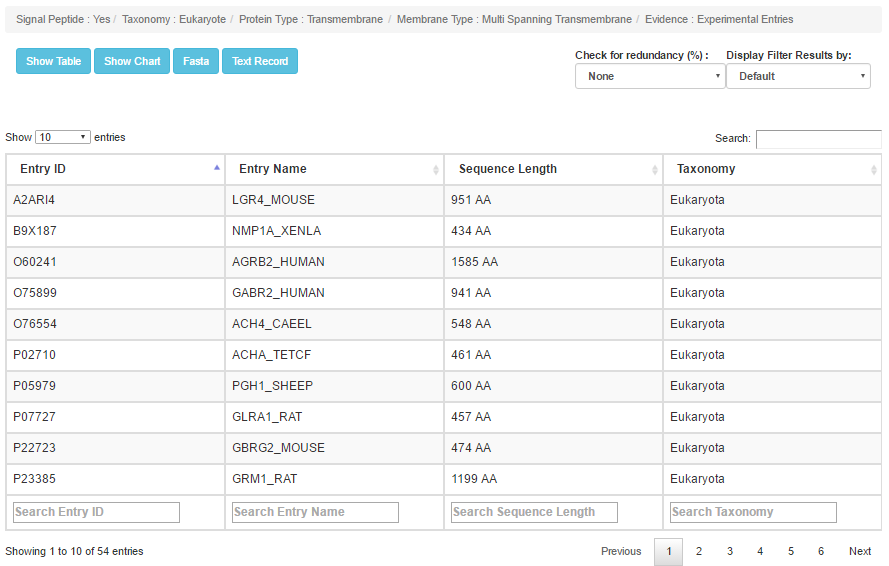 Signal Peptide : Yes / Taxonomy : Eukaryote / Protein Type : Transmembrane / Membrane Type : Multi Spanning Transmembrane / Evidence : Experimental Entries
Check for redundancy (%) : Display Filter Results by:
Show Table Show Chart Fasta Text Record None Default
Show 10 entries Search:
Entry ID Entry Name Sequence Length Taxonomy
A2ARI4 LGR4_MOUSE 951 AA Eukaryota
B9X187 NMP1A_XENLA 434 AA Eukaryota
O60241 AGRB2_HUMAN 1585 AA Eukaryota
O75899 GABR2_HUMAN 941 AA Eukaryota
O76554 ACH4_CAEEL 548 AA Eukaryota
P02710 ACHA_TETCF 461 AA Eukaryota
P05979 PGH1_SHEEP 600 AA Eukaryota
P07727 GLRA1_RAT 457 AA Eukaryota
P22723 GBRG2_MOUSE 474 AA Eukaryota
P23385 GRM1_RAT 1199 AA Eukaryota
Search Entry ID Search Entry Name Search Sequence Length Search Taxonomy
Showing 1 to 10 of 54 entries Previous 1 2 3 4 5 6 Next